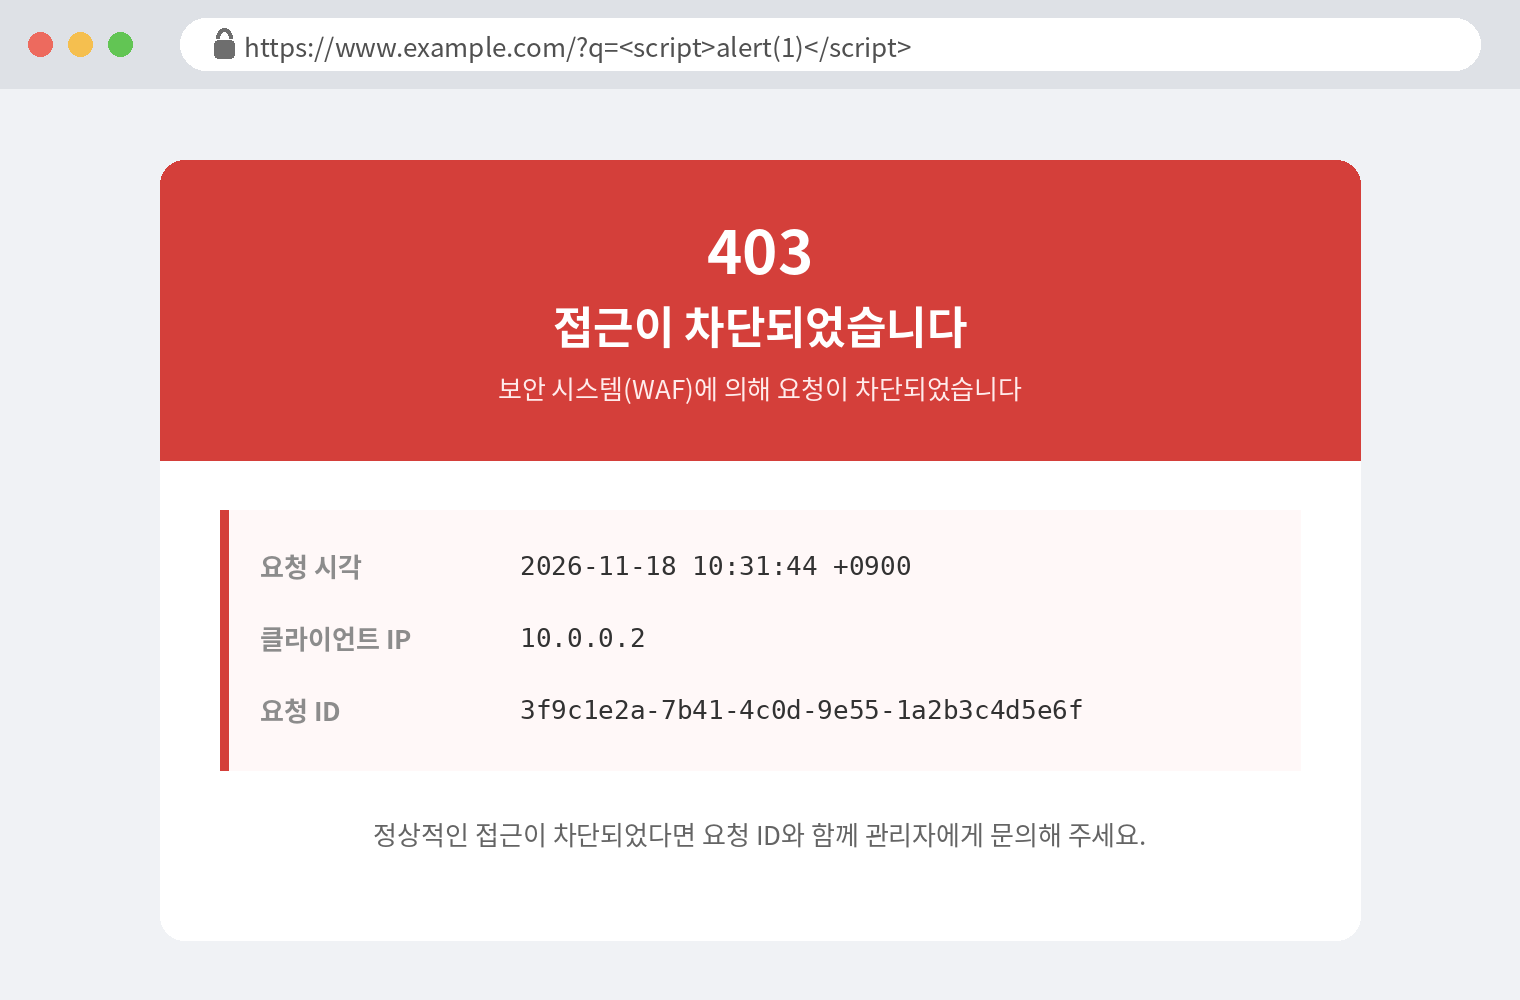 https://www.example.com/?q=<script>alert(1)</script>
403
접근이 차단되었습니다
보안 시스템(WAF)에 의해 요청이 차단되었습니다
요청 시각 2026-11-18 10:31:44 +0900
클라이언트 IP 10.0.0.2
요청 ID 3f9c1e2a-7b41-4c0d-9e55-1a2b3c4d5e6f
정상적인 접근이 차단되었다면 요청 ID와 함께 관리자에게 문의해 주세요.